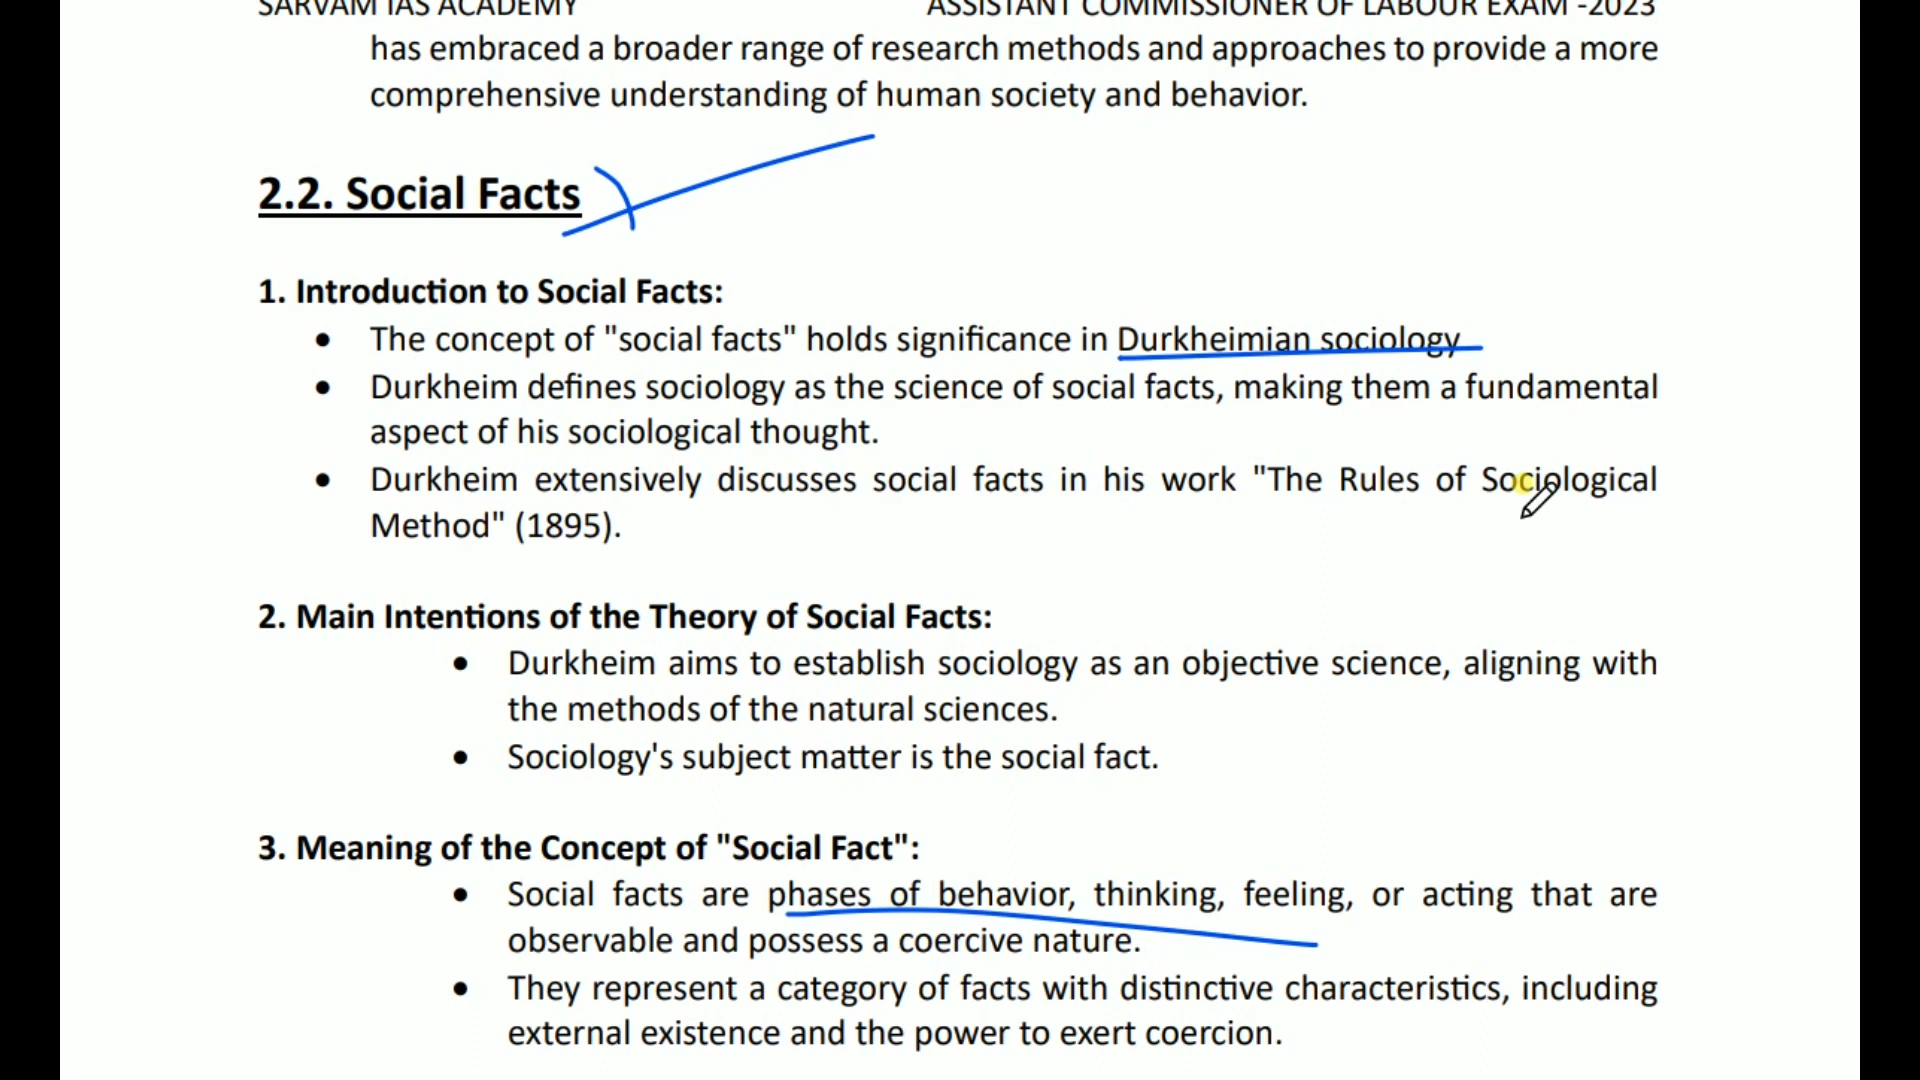 SARVAM IAS ACADEMY ASSISTANT COMMISSIONER OF LABOUR EXAM -2023
has embraced a broader range of research methods and approaches to provide a more
comprehensive understanding of human society and behavior.
2.2. Social Facts
1. Introduction to Social Facts:
• The concept of "social facts" holds significance in Durkheimian sociology
• Durkheim defines sociology as the science of social facts, making them a fundamental
aspect of his sociological thought.
• Durkheim extensively discusses social facts in his work "The Rules of Sociological
Method" (1895).
2. Main Intentions of the Theory of Social Facts:
• Durkheim aims to establish sociology as an objective science, aligning with
the methods of the natural sciences.
• Sociology's subject matter is the social fact.
3. Meaning of the Concept of "Social Fact":
• Social facts are phases of behavior, thinking, feeling, or acting that are
observable and possess a coercive nature.
• They represent a category of facts with distinctive characteristics, including
external existence and the power to exert coercion.